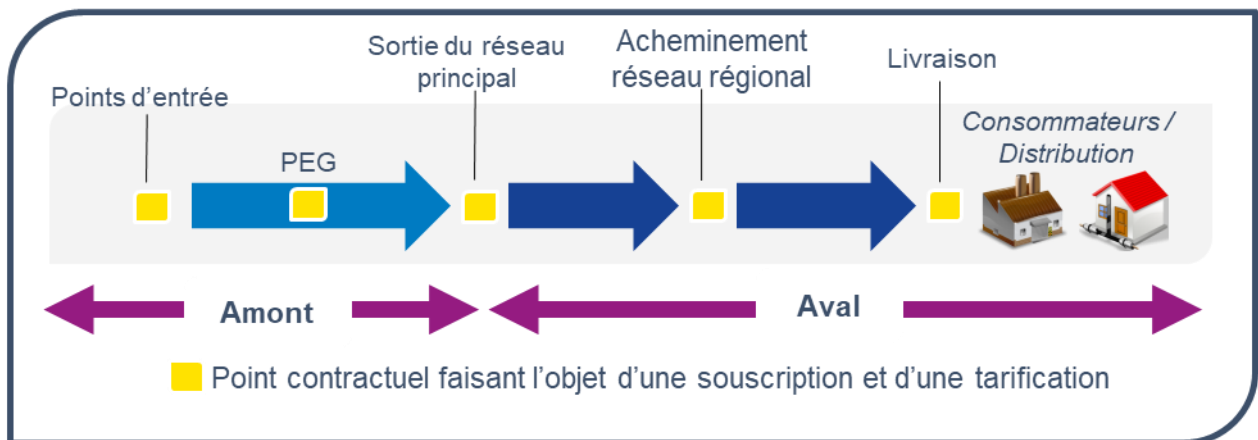 Points d'entrée
Sortie du réseau
principal
Acheminement
réseau régional
Livraison
Consommateurs /
Distribution
PEG
Amont
Aval
Point contractuel faisant l'objet d'une souscription et d'une tarification